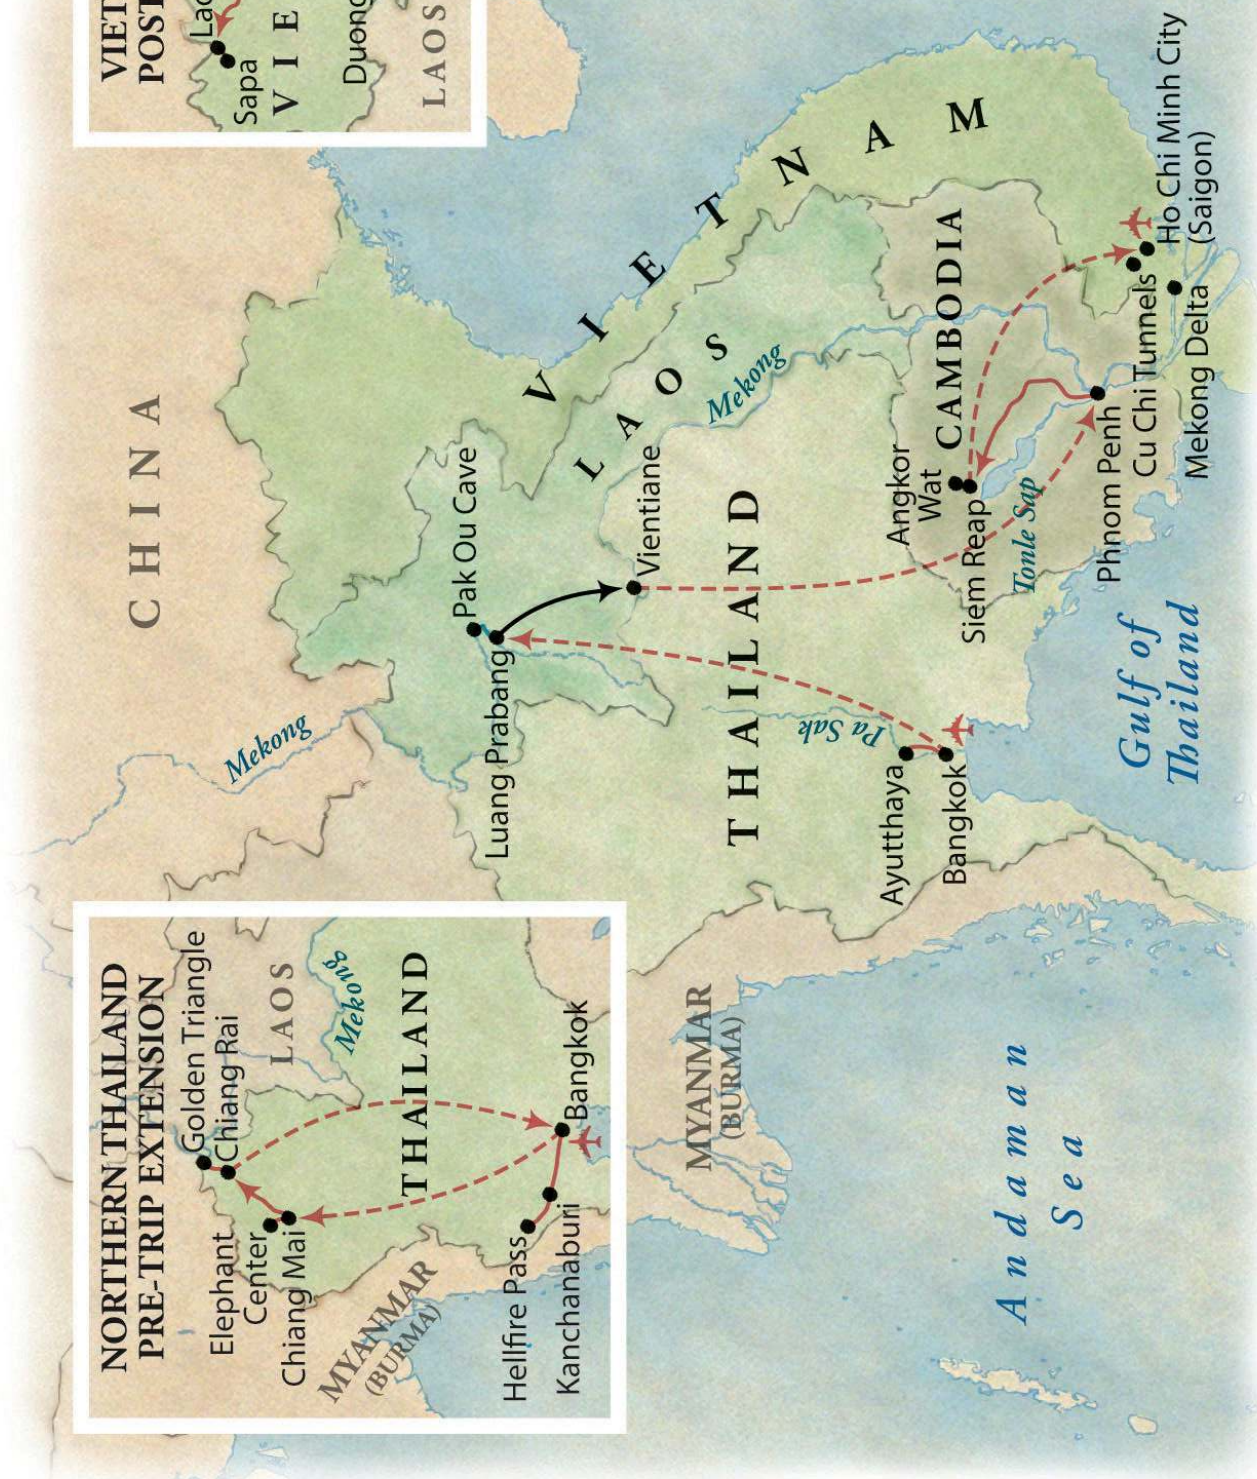 NORTHERN THAILAND
PRE-TRIP EXTENSION
Golden Triangle
Chiang Rai
Elephant
Center
Chiang Mai
LAOS
Mekong
THAILAND
MYANMAR
(BURMA)
Hellfire Pass
Kanchanaburi
Bangkok
VIET
POST
Lao
Sapa
VIE
Duong
LAOS
CHINA
Mekong
Pak Ou Cave
Luang Prabang
VIETNAM
LAOS
Vientiane
Mekong
MYANMAR
(BURMA)
THAILAND
Pa Sak
Ayutthaya
Bangkok
Angkor
Wat
CAMBODIA
Siem Reap
Tonle Sap
Phnom Penh
Cu Chi Tunnels
Ho Chi Minh City
(Saigon)
Mekong Delta
Gulf of
Thailand
Andaman
Sea